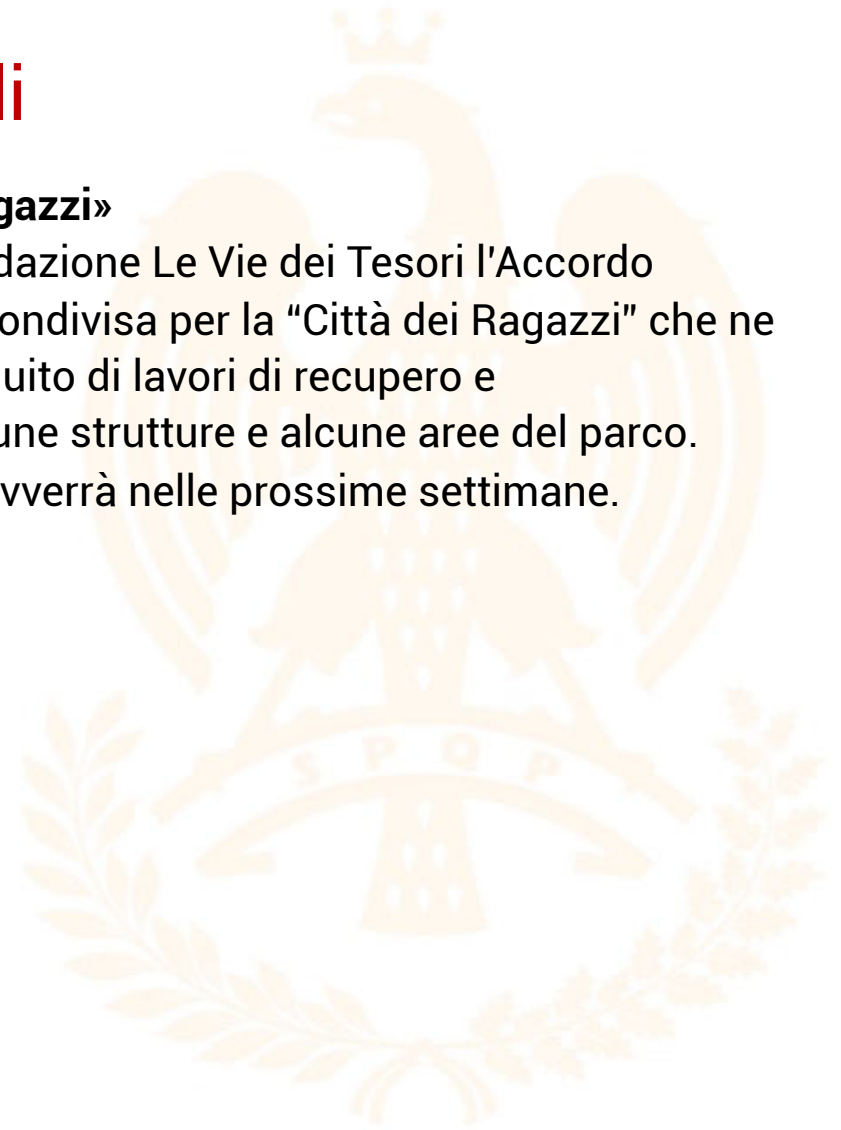 li
gazzi»
dazione Le Vie dei Tesori l'Accordo
ondivisa per la “Città dei Ragazzi” che ne
uito di lavori di recupero e
une strutture e alcune aree del parco.
vverrà nelle prossime settimane.
S P Q P